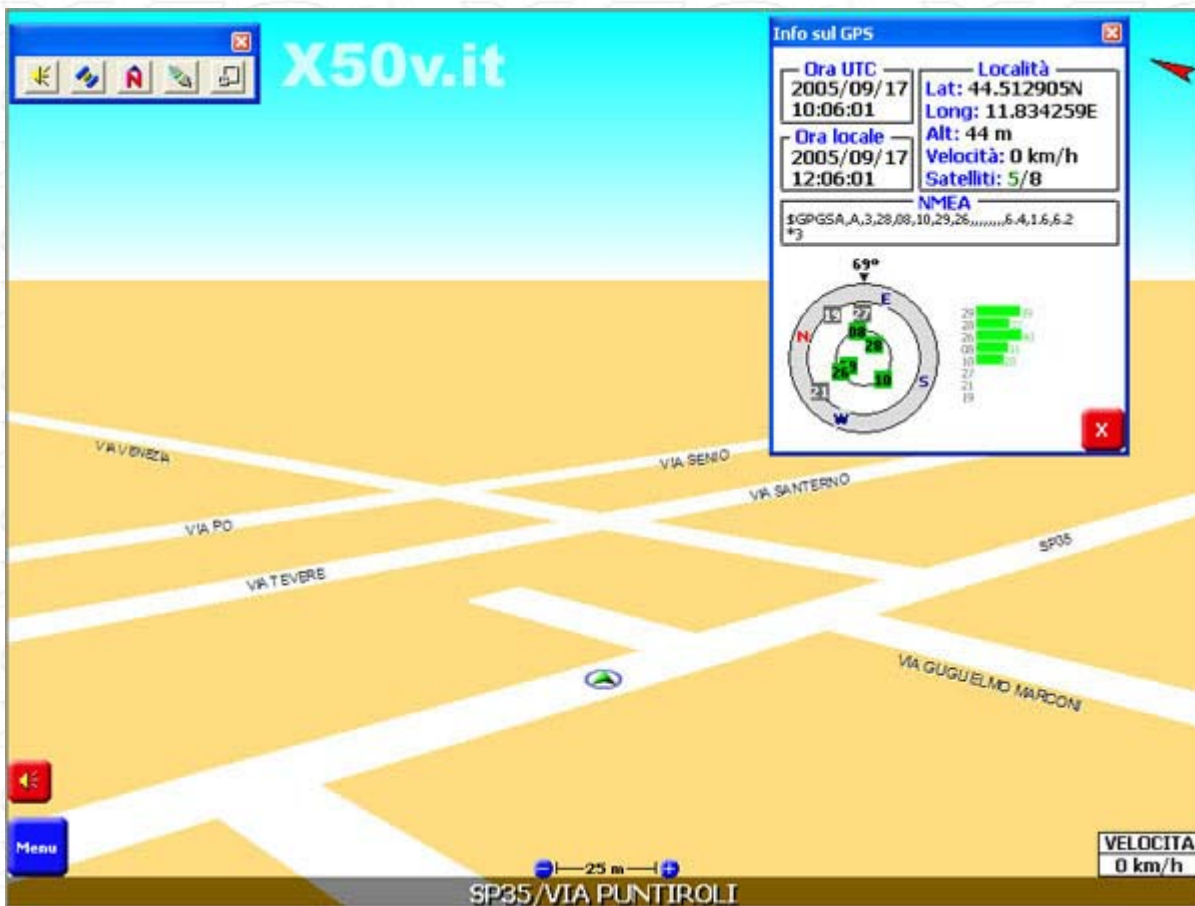 X50v.it
Info sul GPS
Ora UTC
2005/09/17
10:06:01
Ora locale
2005/09/17
12:06:01
Località
Lat: 44.512905N
Long: 11.834259E
Alt: 44 m
Velocità: 0 km/h
Satelliti: 5/8
NMEA
$GPGSA,A,3,28,08,10,29,26,,,,,,,,6.4,1.6,6.2
*3
69°
E
19
27
N
08
28
26
10
S
21
W
29
28
26
08
10
27
21
19
X
VIA VENEZIA
VIA SENIO
VIA SANTERNO
VIA PO
SP35
VIA TEVERE
VIA GUGLIELMO MARCONI
Menu
25 m
VELOCITA
0 km/h
SP35/VIA PUNTIROLI